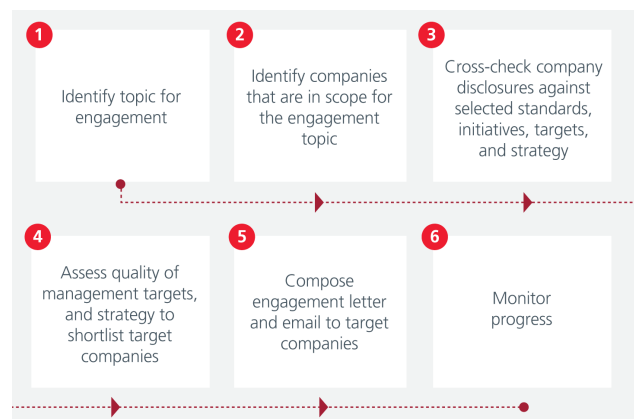 1
Identify topic for
engagement
2
Identify companies
that are in scope for
the engagement
topic
3
Cross-check company
disclosures against
selected standards,
initiatives, targets,
and strategy
4
Assess quality of
management targets,
and strategy to
shortlist target
companies
5
Compose
engagement letter
and email to target
companies
6
Monitor
progress